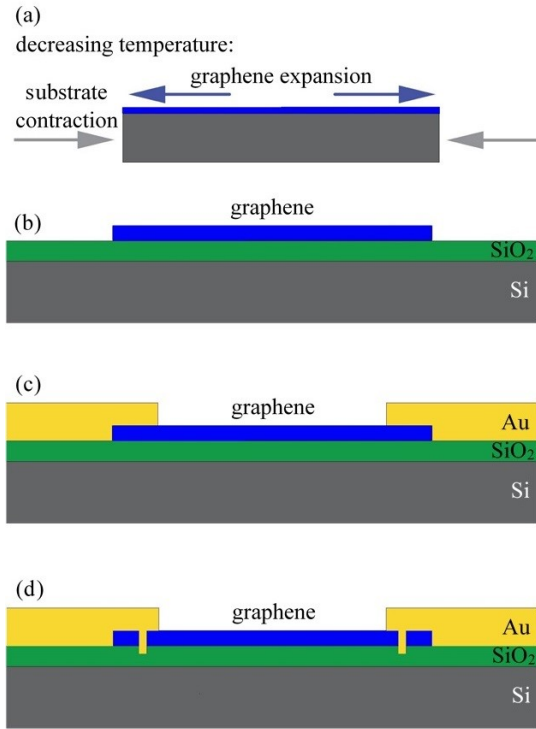 (a)
decreasing temperature:
graphene expansion
substrate
contraction
(b)
graphene
SiO₂
Si
(c)
graphene
Au
SiO₂
Si
(d)
graphene
Au
SiO₂
Si